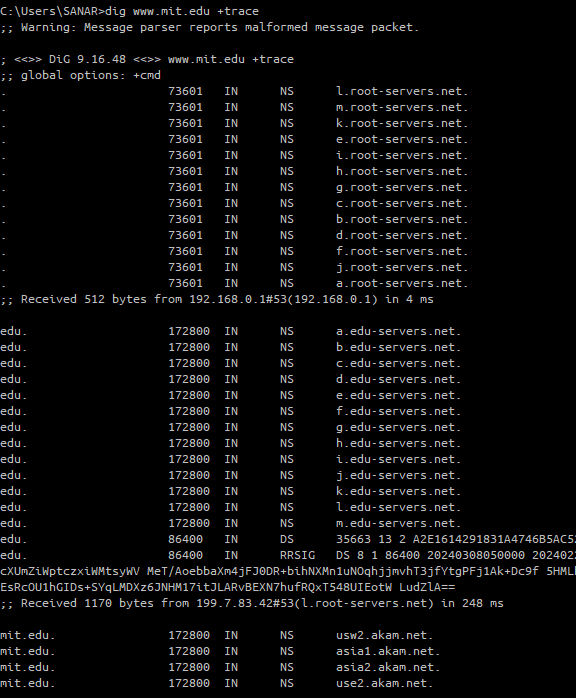 C:\Users\SANAR>dig www.mit.edu +trace
;; Warning: Message parser reports malformed message packet.
; <<>> DiG 9.16.48 <<>> www.mit.edu +trace
;; global options: +cmd
. 73601 IN NS l.root-servers.net.
. 73601 IN NS m.root-servers.net.
. 73601 IN NS k.root-servers.net.
. 73601 IN NS e.root-servers.net.
. 73601 IN NS i.root-servers.net.
. 73601 IN NS h.root-servers.net.
. 73601 IN NS g.root-servers.net.
. 73601 IN NS c.root-servers.net.
. 73601 IN NS b.root-servers.net.
. 73601 IN NS d.root-servers.net.
. 73601 IN NS f.root-servers.net.
. 73601 IN NS j.root-servers.net.
. 73601 IN NS a.root-servers.net.
;; Received 512 bytes from 192.168.0.1#53(192.168.0.1) in 4 ms
edu. 172800 IN NS a.edu-servers.net.
edu. 172800 IN NS b.edu-servers.net.
edu. 172800 IN NS c.edu-servers.net.
edu. 172800 IN NS d.edu-servers.net.
edu. 172800 IN NS e.edu-servers.net.
edu. 172800 IN NS f.edu-servers.net.
edu. 172800 IN NS g.edu-servers.net.
edu. 172800 IN NS h.edu-servers.net.
edu. 172800 IN NS i.edu-servers.net.
edu. 172800 IN NS j.edu-servers.net.
edu. 172800 IN NS k.edu-servers.net.
edu. 172800 IN NS l.edu-servers.net.
edu. 172800 IN NS m.edu-servers.net.
edu. 86400 IN DS 35663 13 2 A2E1614291831A4746B5AC52
edu. 86400 IN RRSIG DS 8 1 86400 20240308050000 2024022
cXUmZiWptczxiWMtsyWV MeT/AoebbaXm4jFJ0DR+bihNXMn1uNOqhjjmvhT3jfYtgPFj1Ak+Dc9f 5HML
EsRcOU1hGIDs+SYqLMDXz6JNHM17itJLARvBEXN7hufRQxT548UIEotW LudZlA==
;; Received 1170 bytes from 199.7.83.42#53(l.root-servers.net) in 248 ms
mit.edu. 172800 IN NS usw2.akam.net.
mit.edu. 172800 IN NS asia1.akam.net.
mit.edu. 172800 IN NS asia2.akam.net.
mit.edu. 172800 IN NS use2.akam.net.